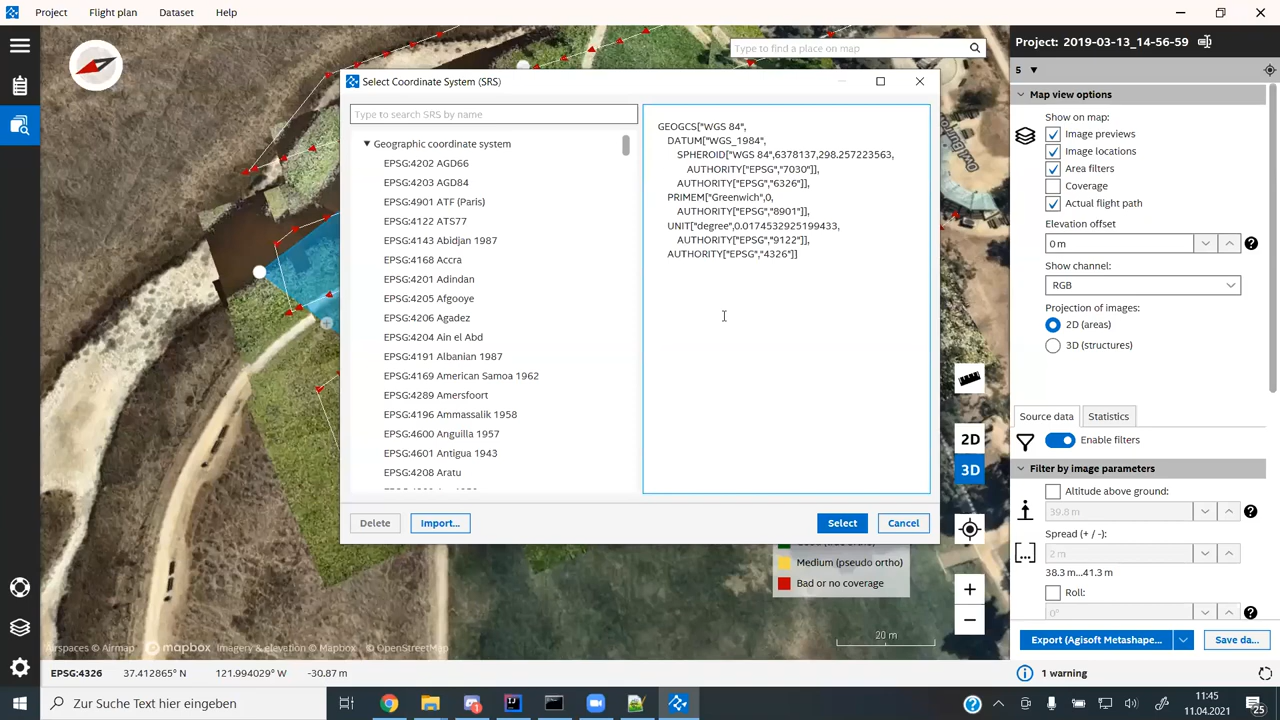 Project Flight plan Dataset Help
Type to find a place on map
Project: 2019-03-13_14-56-59
5
Select Coordinate System (SRS)
Type to search SRS by name
Geographic coordinate system
EPSG:4202 AGD66
EPSG:4203 AGD84
EPSG:4901 ATF (Paris)
EPSG:4122 ATS77
EPSG:4143 Abidjan 1987
EPSG:4168 Accra
EPSG:4201 Adindan
EPSG:4205 Afgooye
EPSG:4206 Agadez
EPSG:4204 Ain el Abd
EPSG:4191 Albanian 1987
EPSG:4169 American Samoa 1962
EPSG:4289 Amersfoort
EPSG:4196 Ammassalik 1958
EPSG:4600 Anguilla 1957
EPSG:4601 Antigua 1943
EPSG:4208 Aratu
GEOGCS["WGS 84",
DATUM["WGS_1984",
SPHEROID["WGS 84",6378137,298.257223563,
AUTHORITY["EPSG","7030"]],
AUTHORITY["EPSG","6326"]],
PRIMEM["Greenwich",0,
AUTHORITY["EPSG","8901"]],
UNIT["degree",0.0174532925199433,
AUTHORITY["EPSG","9122"]],
AUTHORITY["EPSG","4326"]]
Delete Import... Select Cancel
Medium (pseudo ortho)
Bad or no coverage
2D
3D
20 m
Airspaces © Airmap mapbox Imagery & elevation © Mapbox © OpenStreetMap
Map view options
Show on map:
Image previews
Image locations
Area filters
Coverage
Actual flight path
Elevation offset
0 m
Show channel:
RGB
Projection of images:
2D (areas)
3D (structures)
Source data Statistics
Enable filters
Filter by image parameters
Altitude above ground:
39.8 m
Spread (+ / -):
2 m
38.3 m...41.3 m
Roll:
0°
Export (Agisoft Metashape... Save da...
EPSG:4326 37.412865° N 121.994029° W -30.87 m
1 warning
Zur Suche Text hier eingeben
11:45
11.04.2021
25